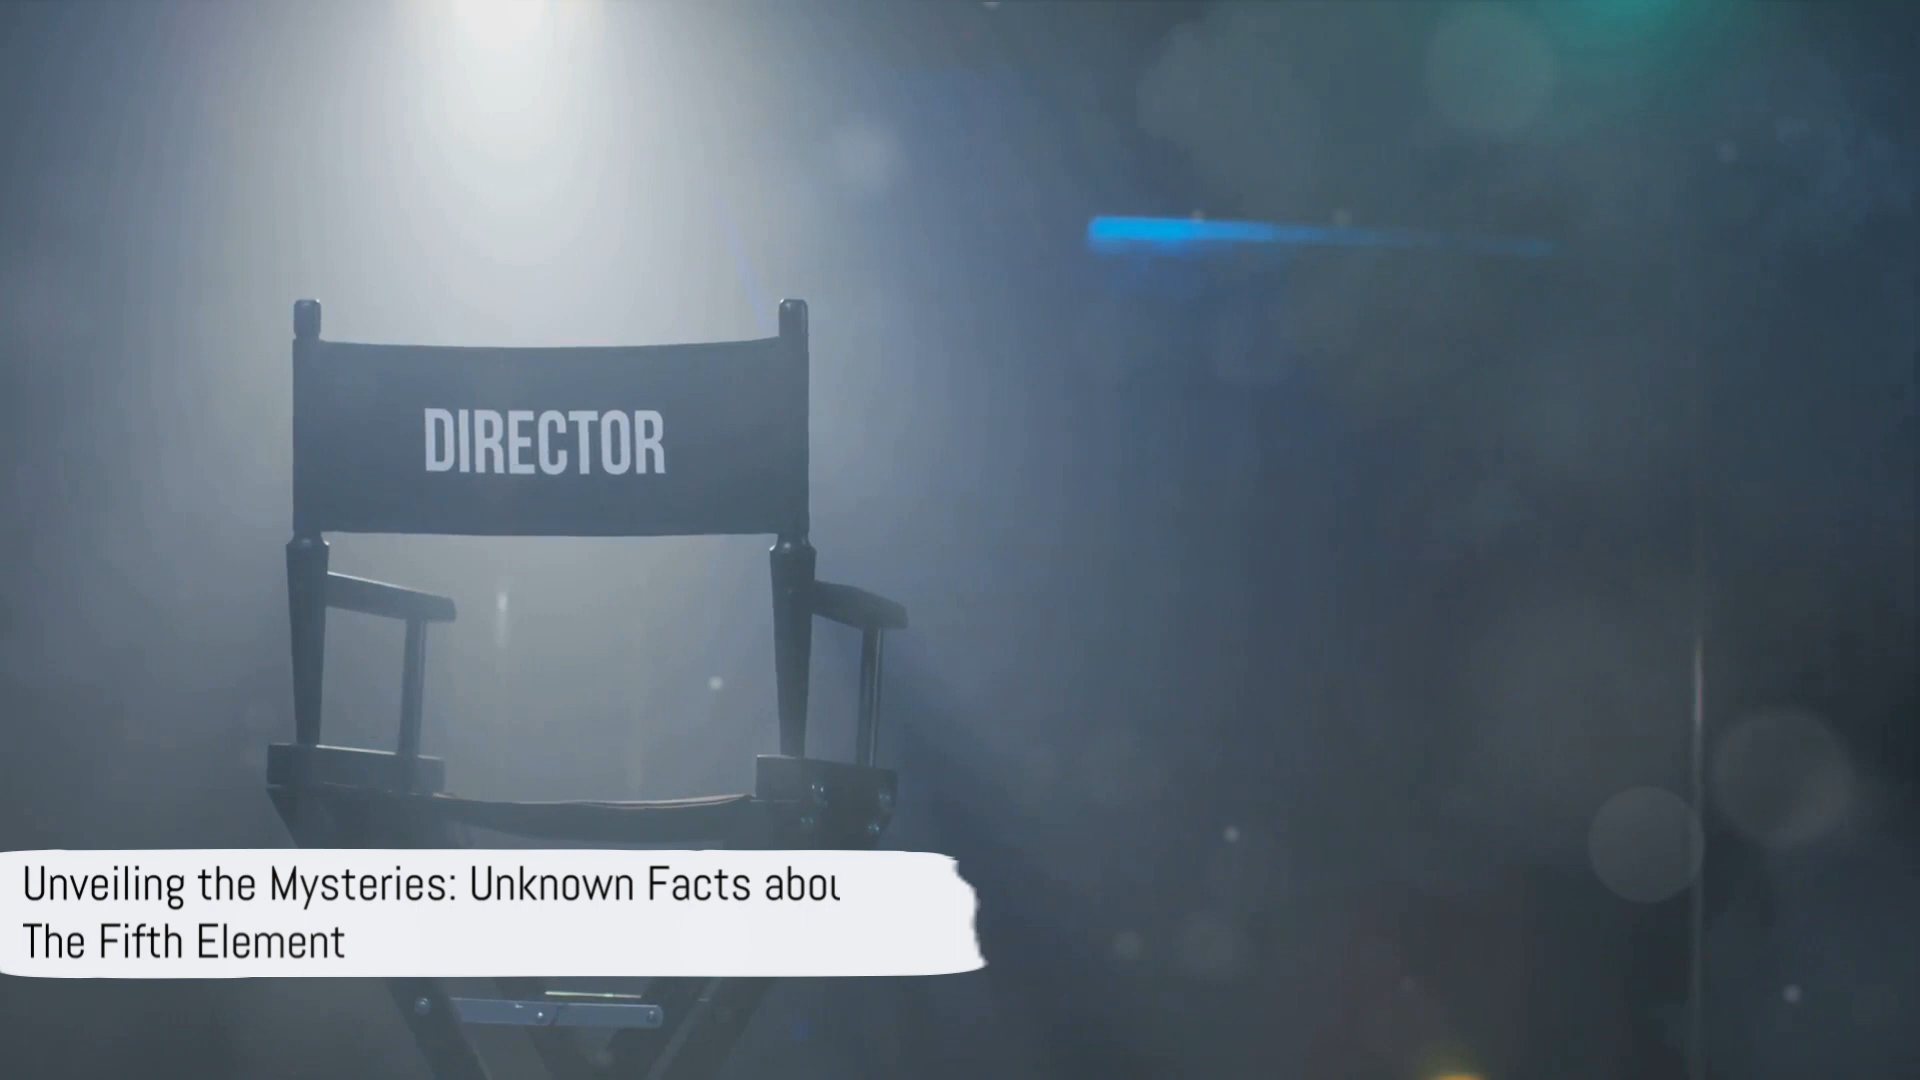 DIRECTOR
Unveiling the Mysteries: Unknown Facts abou
The Fifth Element